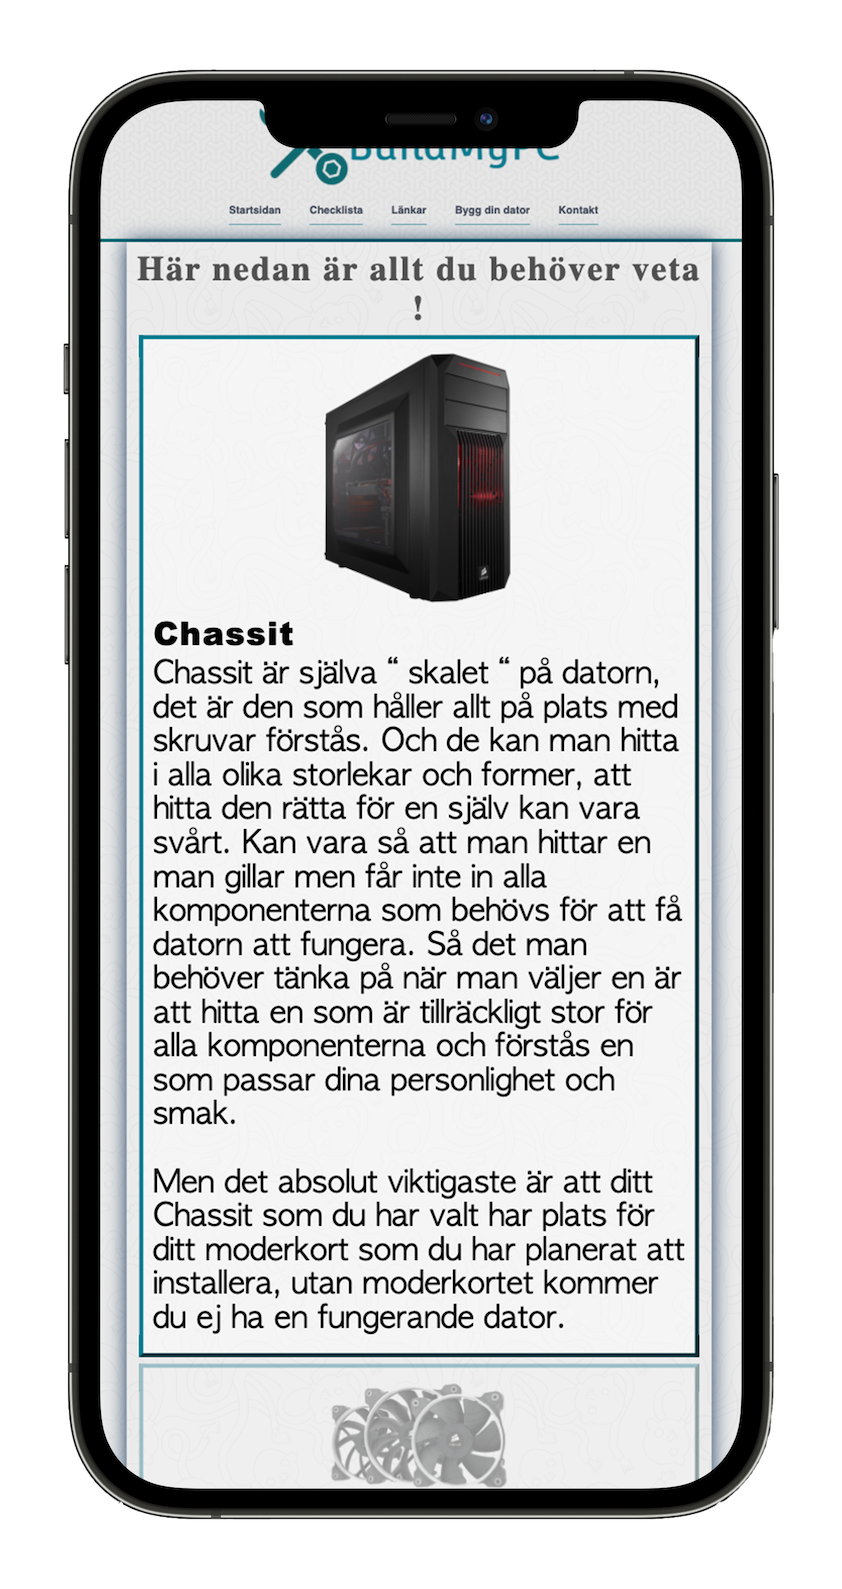 BuildMyPC
Startsidan Checklista Länkar Bygg din dator Kontakt
Här nedan är allt du behöver veta
!
Chassit
Chassit är själva “ skalet “ på datorn,
det är den som håller allt på plats med
skruvar förstås. Och de kan man hitta
i alla olika storlekar och former, att
hitta den rätta för en själv kan vara
svårt. Kan vara så att man hittar en
man gillar men får inte in alla
komponenterna som behövs för att få
datorn att fungera. Så det man
behöver tänka på när man väljer en är
att hitta en som är tillräckligt stor för
alla komponenterna och förstås en
som passar dina personlighet och
smak.
Men det absolut viktigaste är att ditt
Chassit som du har valt har plats för
ditt moderkort som du har planerat att
installera, utan moderkortet kommer
du ej ha en fungerande dator.